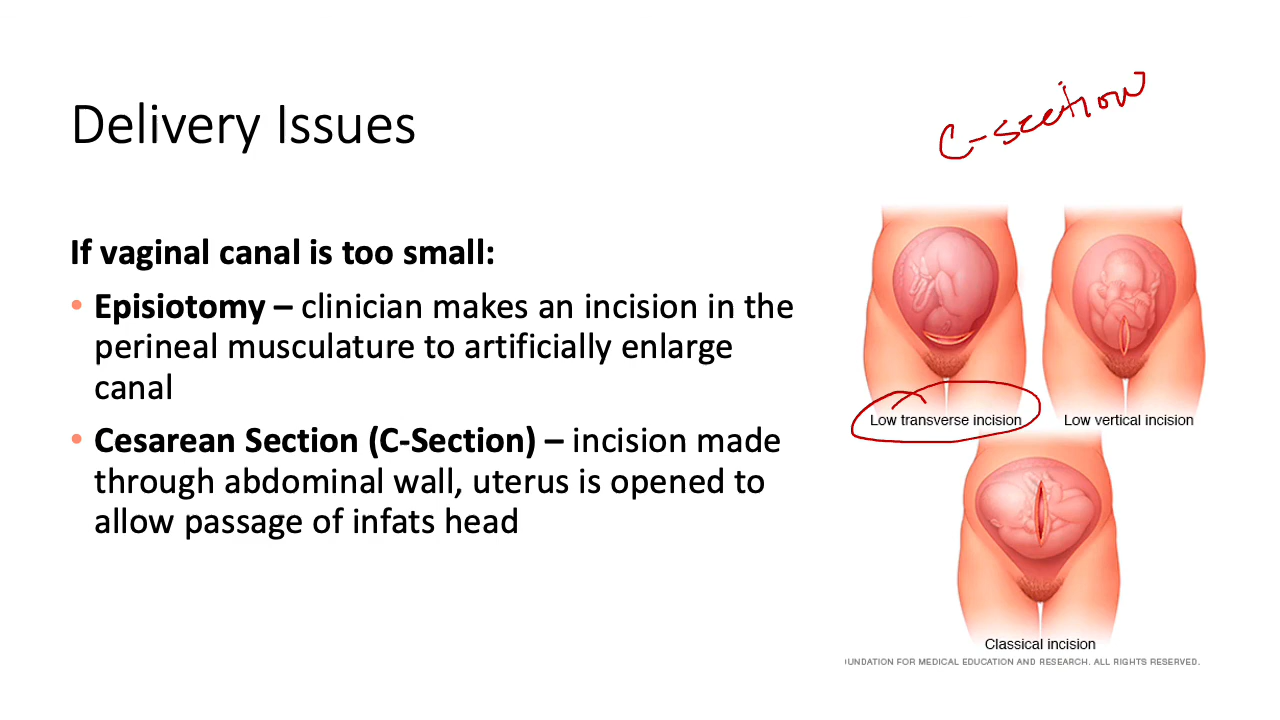 Delivery Issues
C-section
If vaginal canal is too small:
• Episiotomy – clinician makes an incision in the
perineal musculature to artificially enlarge
canal
• Cesarean Section (C-Section) – incision made
through abdominal wall, uterus is opened to
allow passage of infats head
Low transverse incision
Low vertical incision
Classical incision
UNDATION FOR MEDICAL EDUCATION AND RESEARCH. ALL RIGHTS RESERVED.